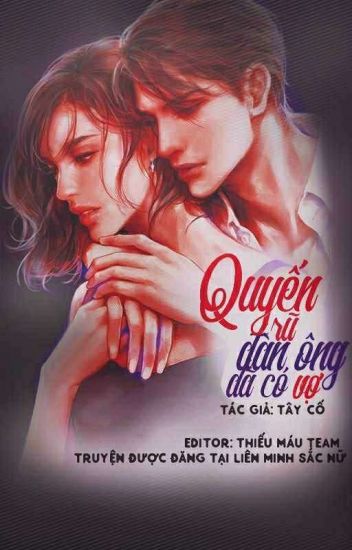 Quyến
rũ
đàn ông
đã có vợ
TÁC GIẢ: TÂY CỐ
EDITOR: THIẾU MÁU TEAM
TRUYỆN ĐƯỢC ĐĂNG TẠI LIÊN MINH SẮC NỮ